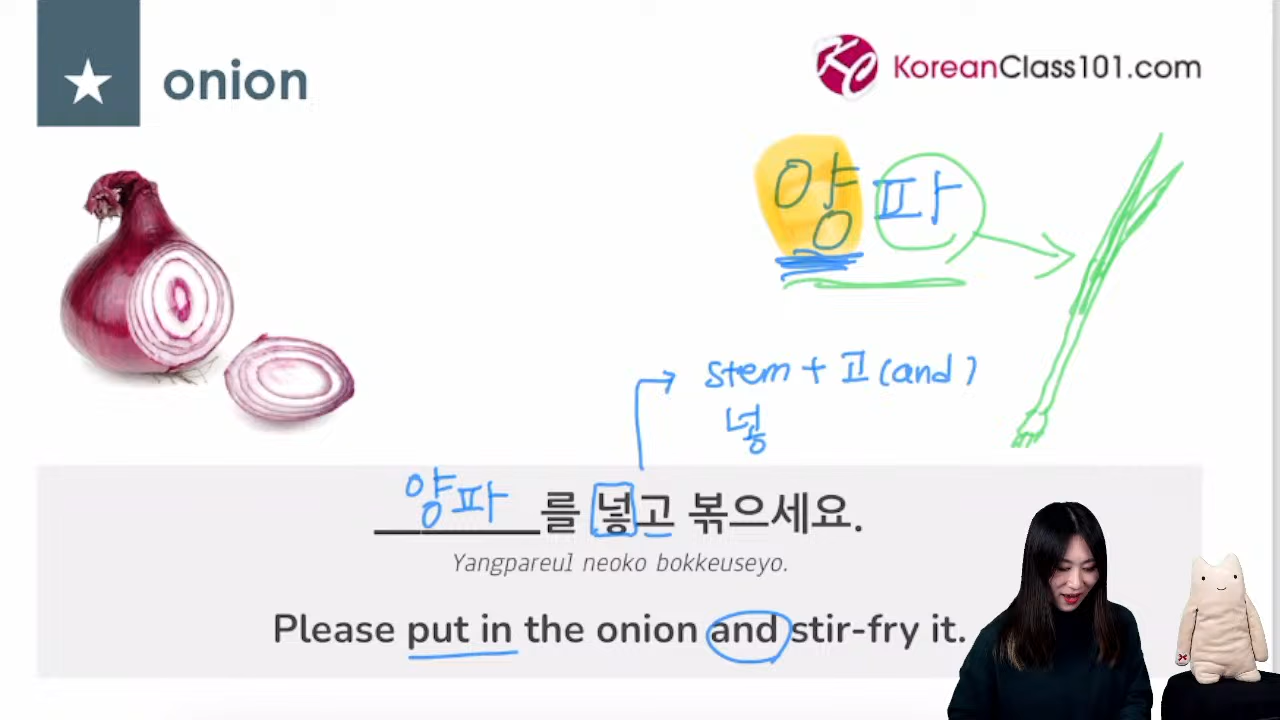 onion
KoreanClass101.com
양파
stem + 고 (and)
넣
양파를 넣고 볶으세요.
Yangpareul neoko bokkeuseyo.
Please put in the onion and stir-fry it.